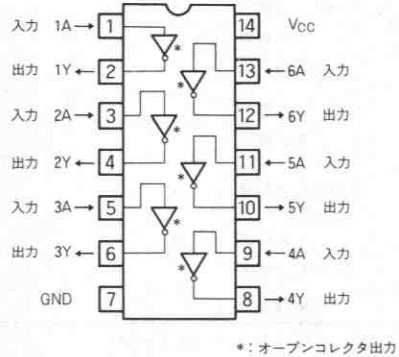 入力 1A 1 14 VCC
出力 1Y 2 * 13 6A 入力
入力 2A 3 * 12 6Y 出力
出力 2Y 4 * 11 5A 入力
入力 3A 5 * 10 5Y 出力
出力 3Y 6 * 9 4A 入力
GND 7 * 8 4Y 出力
*:オープンコレクタ出力